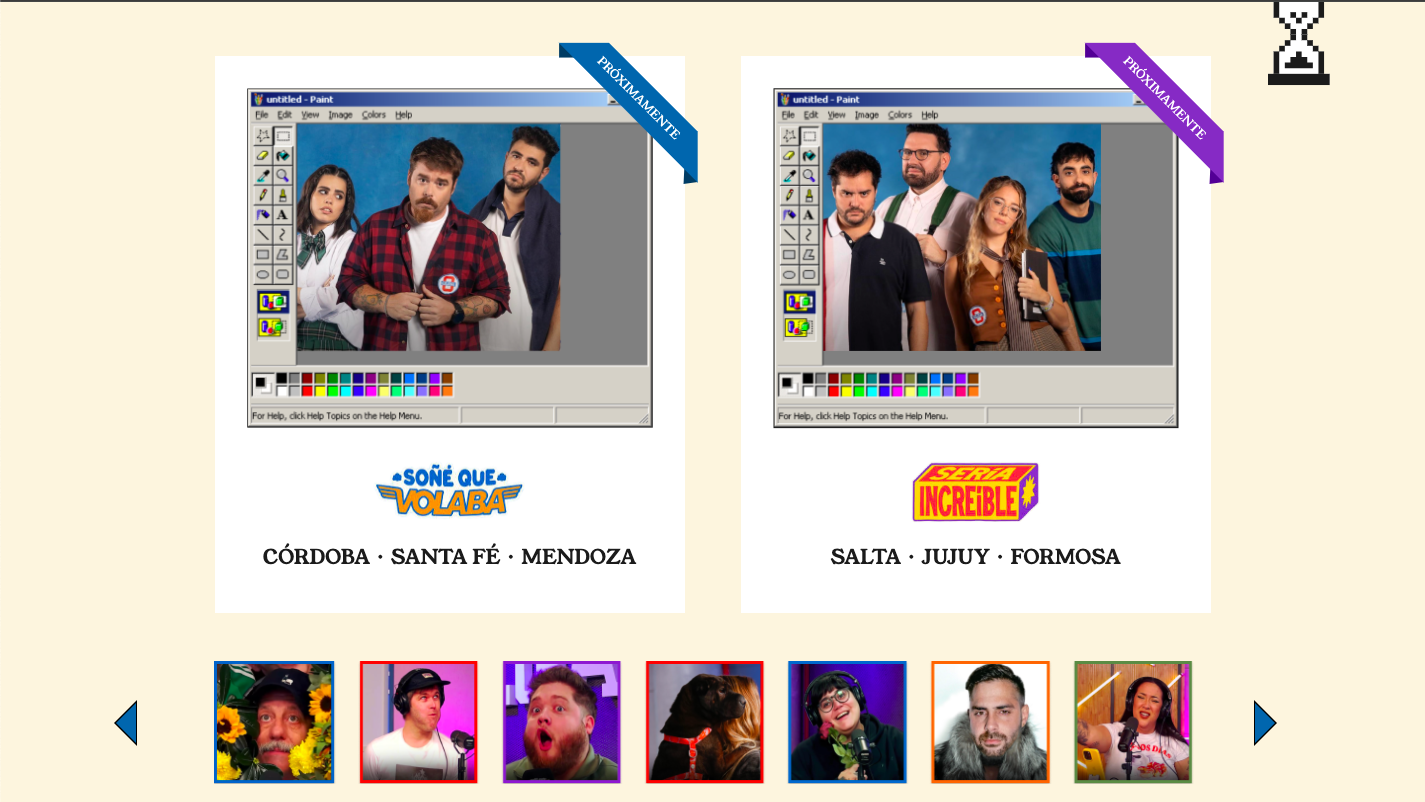 PRÓXIMAMENTE
untitled - Paint
File Edit View Image Colors Help
A
For Help, click Help Topics on the Help Menu.
SOÑÉ QUE
VOLABA
CÓRDOBA · SANTA FÉ · MENDOZA
PRÓXIMAMENTE
untitled - Paint
File Edit View Image Colors Help
A
For Help, click Help Topics on the Help Menu.
SERÍA
INCREÍBLE
SALTA · JUJUY · FORMOSA